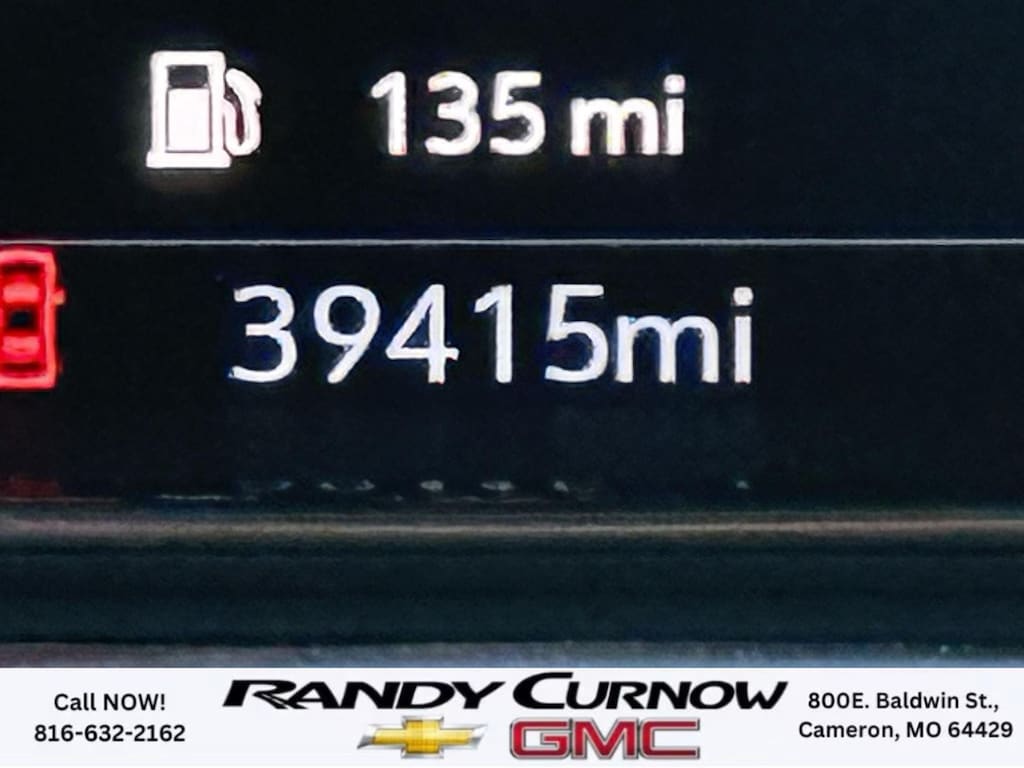 135 mi
39415mi
Call NOW!
816-632-2162
RANDY CURNOW
GMC
800E. Baldwin St.,
Cameron, MO 64429